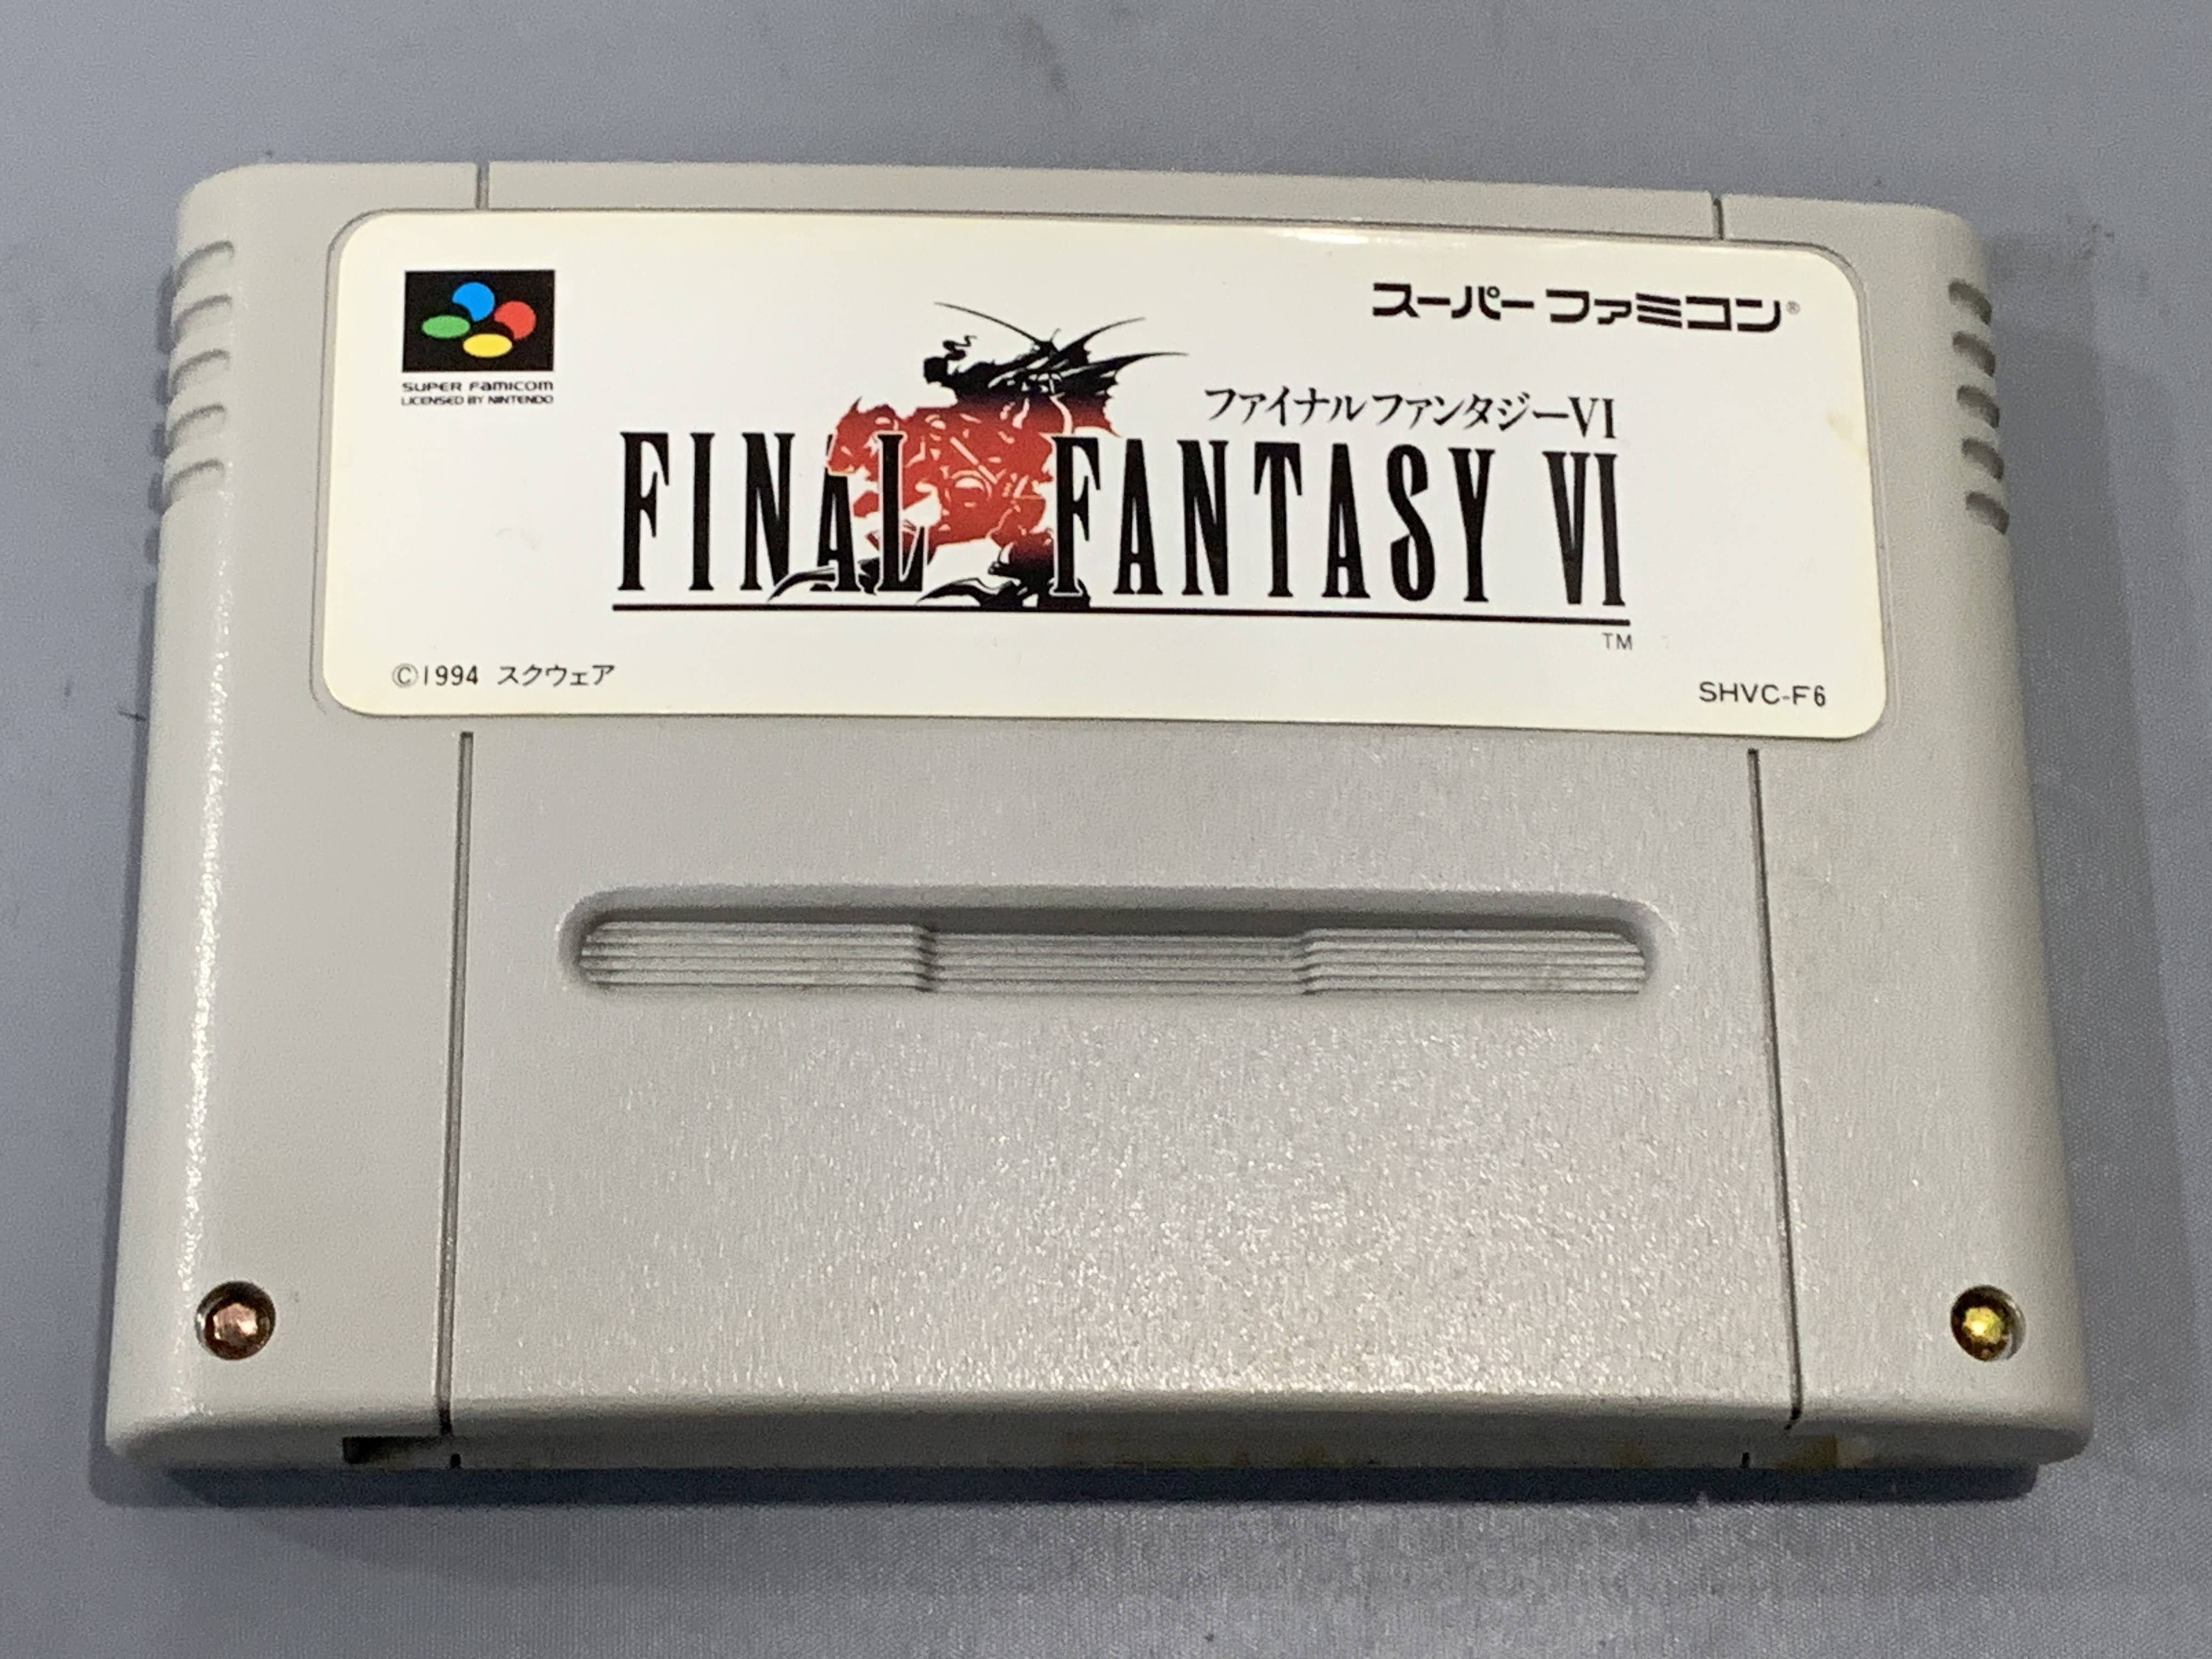 スーパーファミコン®
SUPER FAMICOM
LICENSED BY NINTENDO
ファイナルファンタジーVI
FINAL FANTASY VI
TM
©1994 スクウェア
SHVC-F6